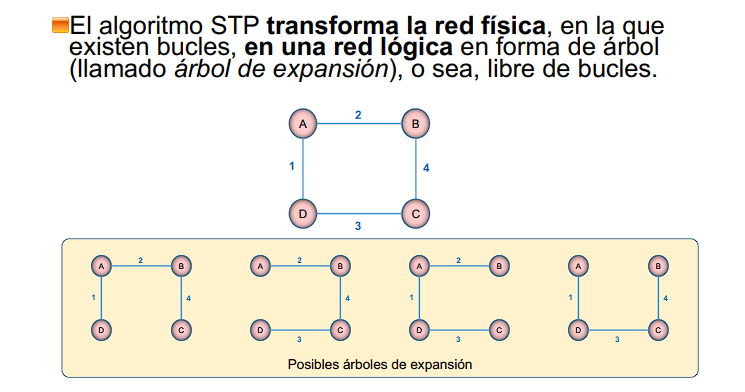 El algoritmo STP transforma la red física, en la que
existen bucles, en una red lógica en forma de árbol
(llamado árbol de expansión), o sea, libre de bucles.
A 2 B
1 4
D 3 C
A 2 B A 2 B A 2 B A B
1 4 4 1 1 4
D C D 3 C D 3 C D 3 C
Posibles árboles de expansión